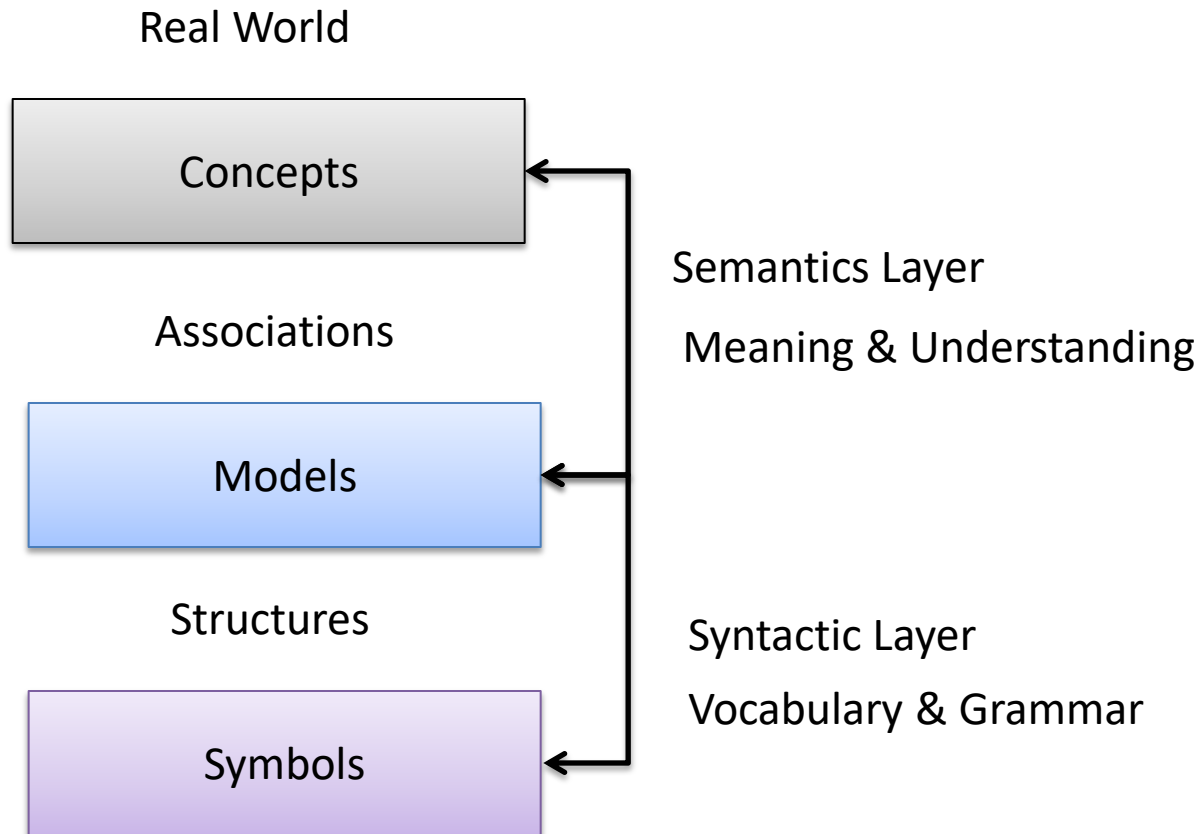 Real World
Concepts
Semantics Layer
Associations
Meaning & Understanding
Models
Structures
Syntactic Layer
Vocabulary & Grammar
Symbols